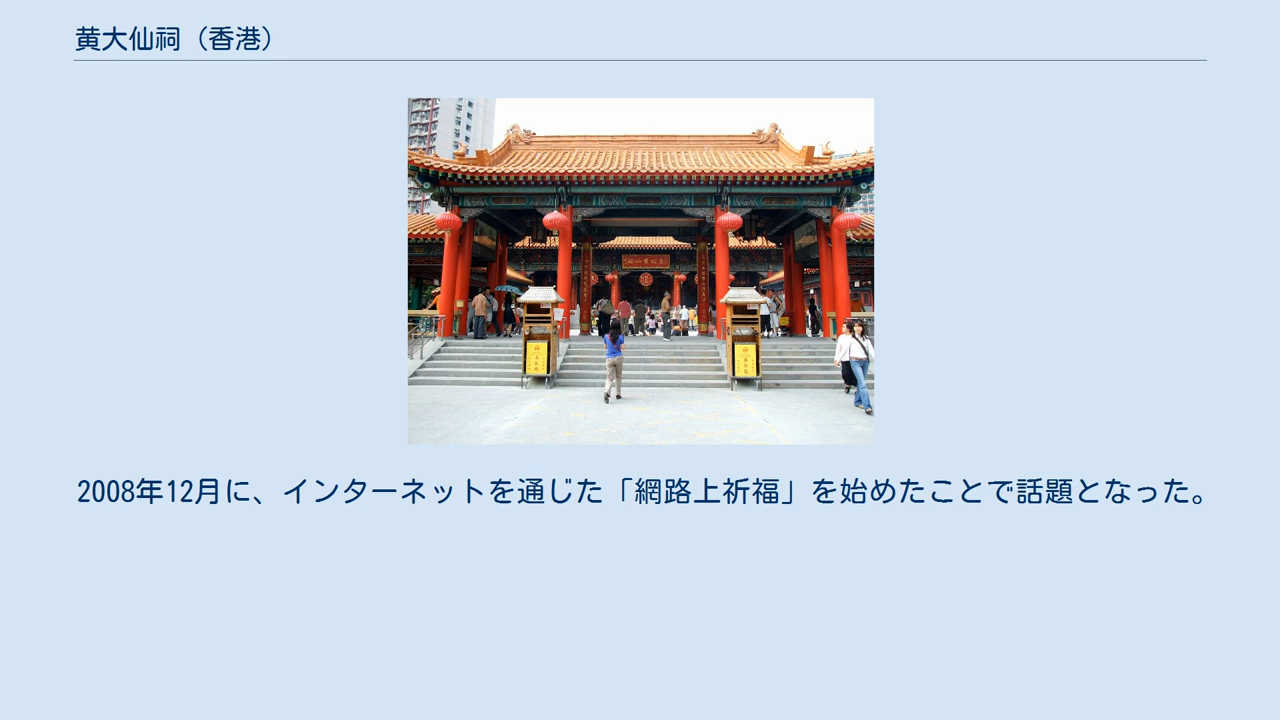 黄大仙祠（香港）
2008年12月に、インターネットを通じた「網路上祈福」を始めたことで話題となった。